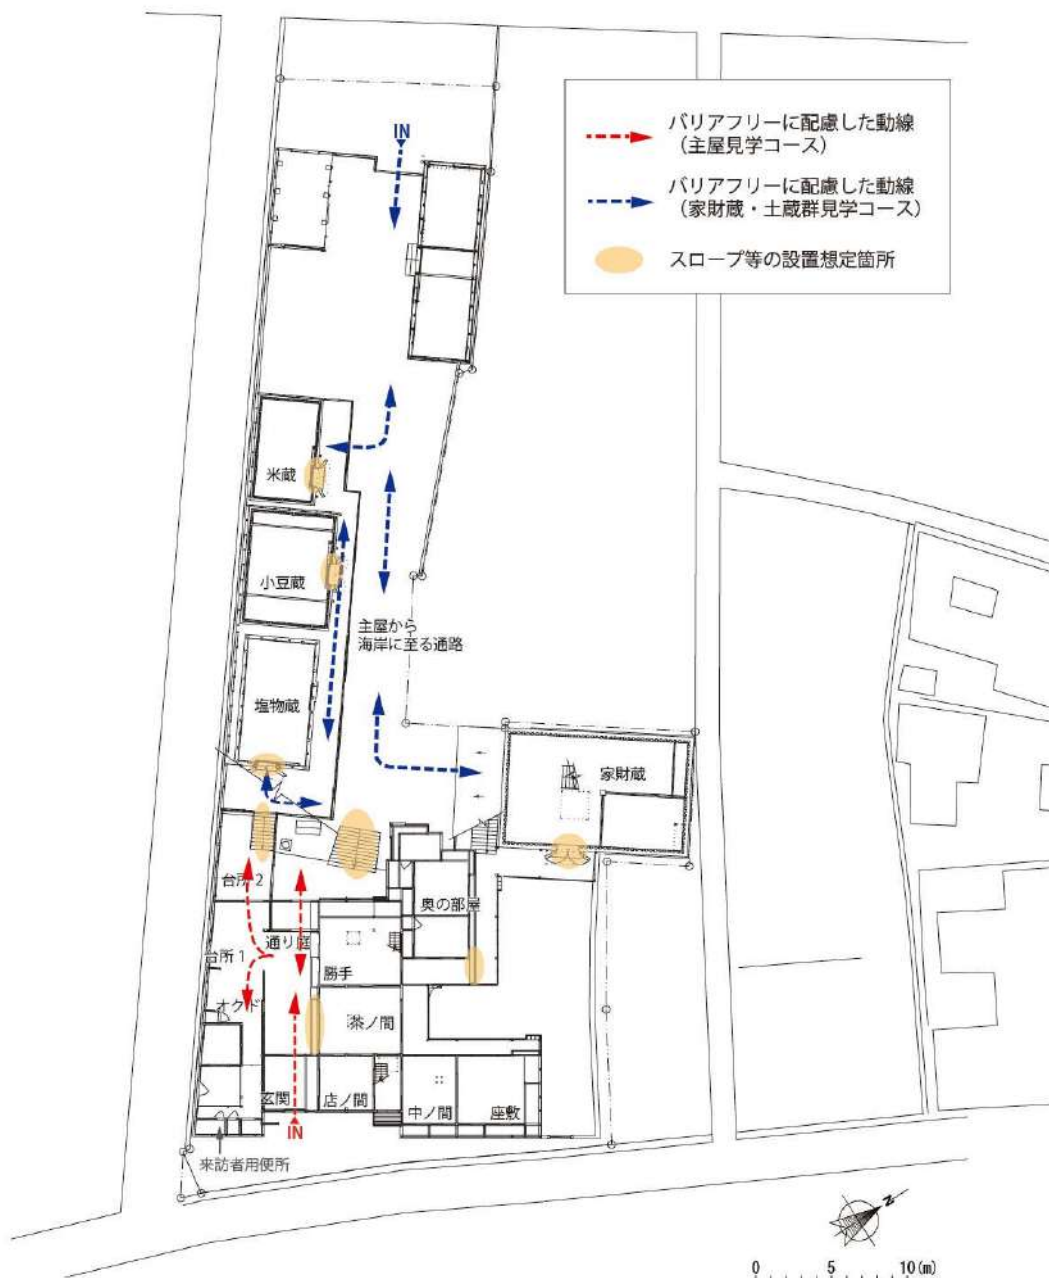 バリアフリーに配慮した動線
（主屋見学コース）
バリアフリーに配慮した動線
（家財蔵・土蔵群見学コース）
スロープ等の設置想定箇所
IN
米蔵
小豆蔵
主屋から
海岸に至る通路
塩物蔵
家財蔵
台所2
奥の部屋
通り庭
台所1
勝手
オクド
茶ノ間
玄関
店ノ間
中ノ間
座敷
IN
来訪者用便所
N
0 5 10(m)